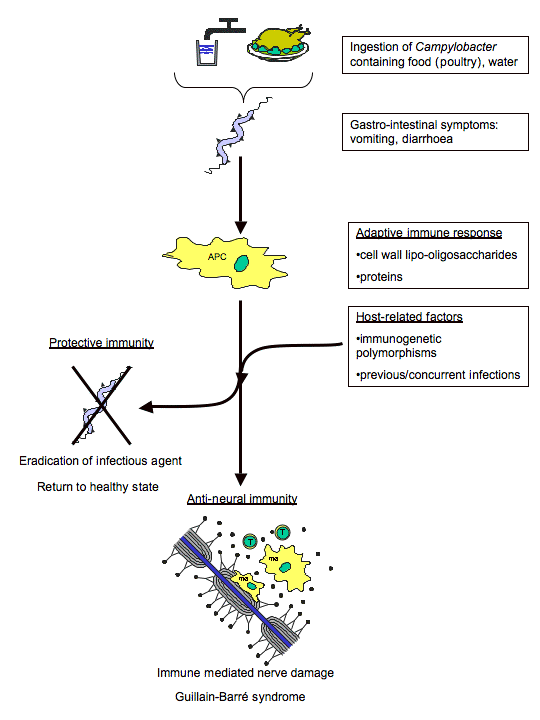 Ingestion of Campylobacter
containing food (poultry), water
Gastro-intestinal symptoms:
vomiting, diarrhoea
APC
Adaptive immune response
•cell wall lipo-oligosaccharides
•proteins
Host-related factors
•immunogenetic
polymorphisms
•previous/concurrent infections
Protective immunity
Eradication of infectious agent
Return to healthy state
Anti-neural immunity
T
T
ma
ma
Immune mediated nerve damage
Guillain-Barré syndrome